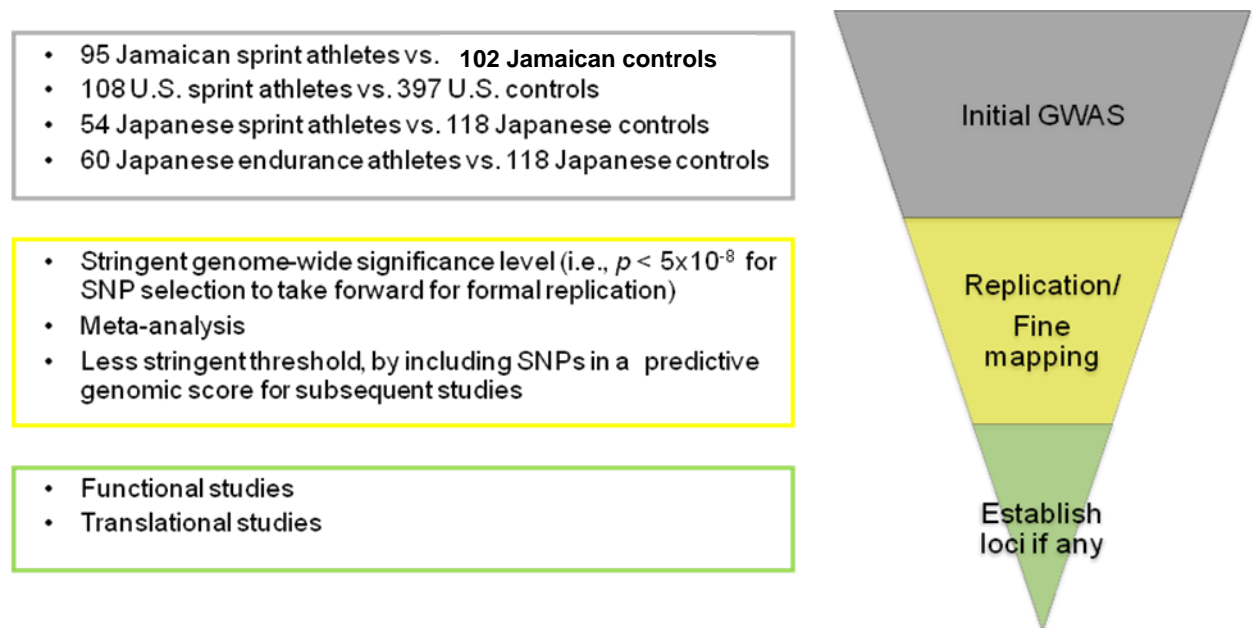 • 95 Jamaican sprint athletes vs. 102 Jamaican controls
• 108 U.S. sprint athletes vs. 397 U.S. controls
• 54 Japanese sprint athletes vs. 118 Japanese controls
• 60 Japanese endurance athletes vs. 118 Japanese controls
Initial GWAS
• Stringent genome-wide significance level (i.e., p < 5x10⁻⁸ for
SNP selection to take forward for formal replication)
• Meta-analysis
• Less stringent threshold, by including SNPs in a predictive
genomic score for subsequent studies
Replication/
Fine
mapping
• Functional studies
• Translational studies
Establish
loci if any